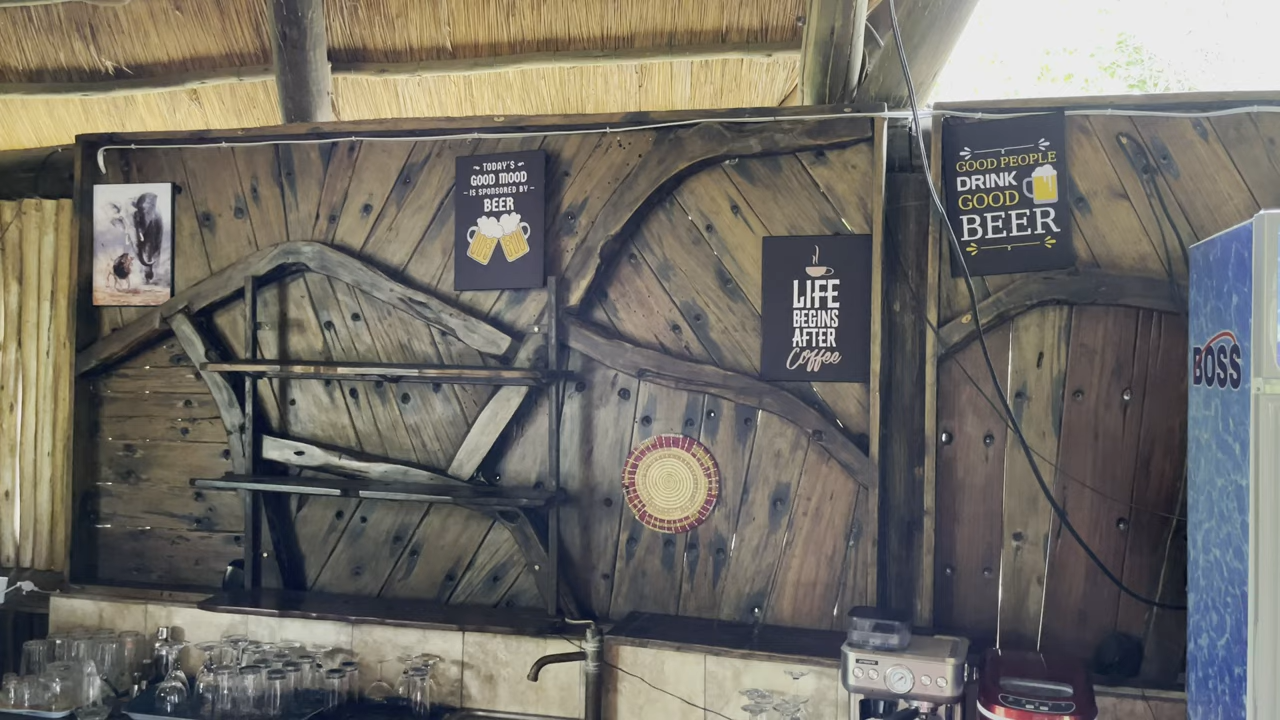 TODAY'S
GOOD MOOD
IS SPONSORED BY
BEER
LIFE
BEGINS
AFTER
Coffee
GOOD PEOPLE
DRINK
GOOD
BEER
BOSS